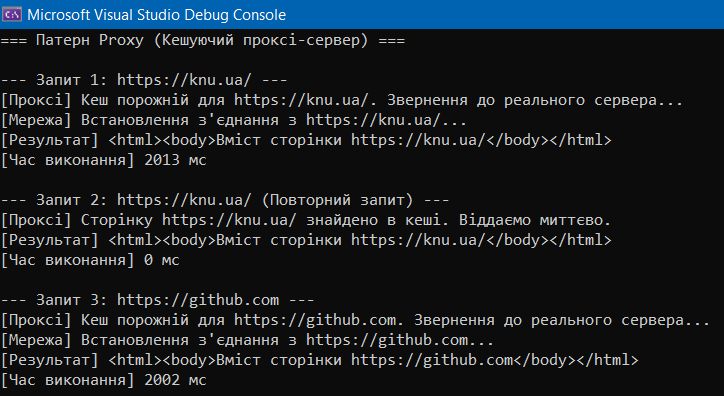 Microsoft Visual Studio Debug Console
=== Патерн Proxy (Кешуючий проксі-сервер) ===
--- Запит 1: https://knu.ua/ ---
[Проксі] Кеш порожній для https://knu.ua/. Звернення до реального сервера...
[Мережа] Встановлення з'єднання з https://knu.ua/...
[Результат] <html><body>Вміст сторінки https://knu.ua/</body></html>
[Час виконання] 2013 мс
--- Запит 2: https://knu.ua/ (Повторний запит) ---
[Проксі] Сторінку https://knu.ua/ знайдено в кеші. Віддаємо миттєво.
[Результат] <html><body>Вміст сторінки https://knu.ua/</body></html>
[Час виконання] 0 мс
--- Запит 3: https://github.com ---
[Проксі] Кеш порожній для https://github.com. Звернення до реального сервера...
[Мережа] Встановлення з'єднання з https://github.com...
[Результат] <html><body>Вміст сторінки https://github.com</body></html>
[Час виконання] 2002 мс